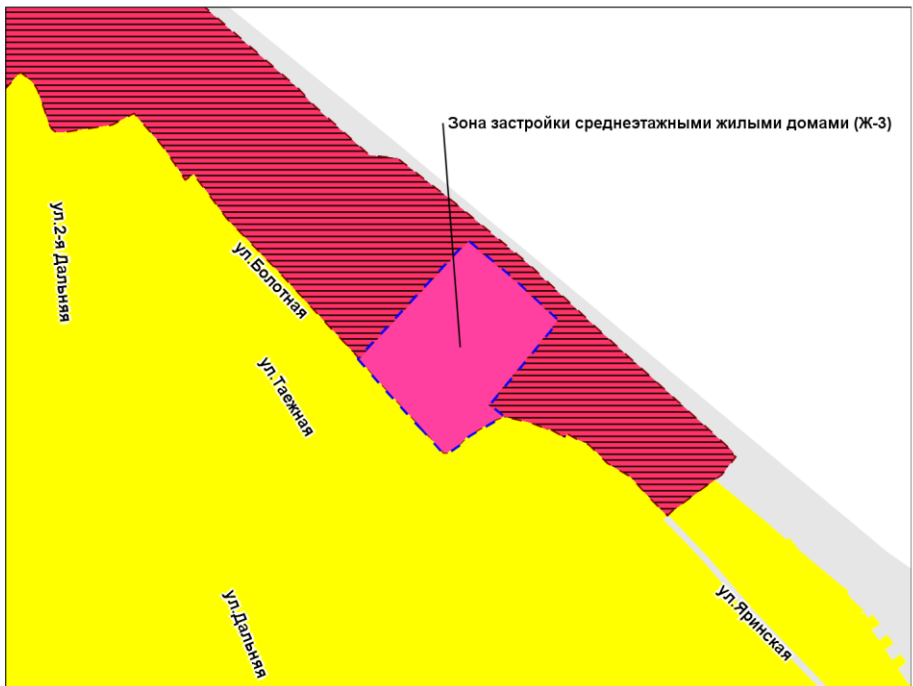 Зона застройки среднеэтажными жилыми домами (Ж-3)
ул.2-я Дальняя
ул.Болотная
ул.Таежная
ул.Дальняя
ул.Яринская